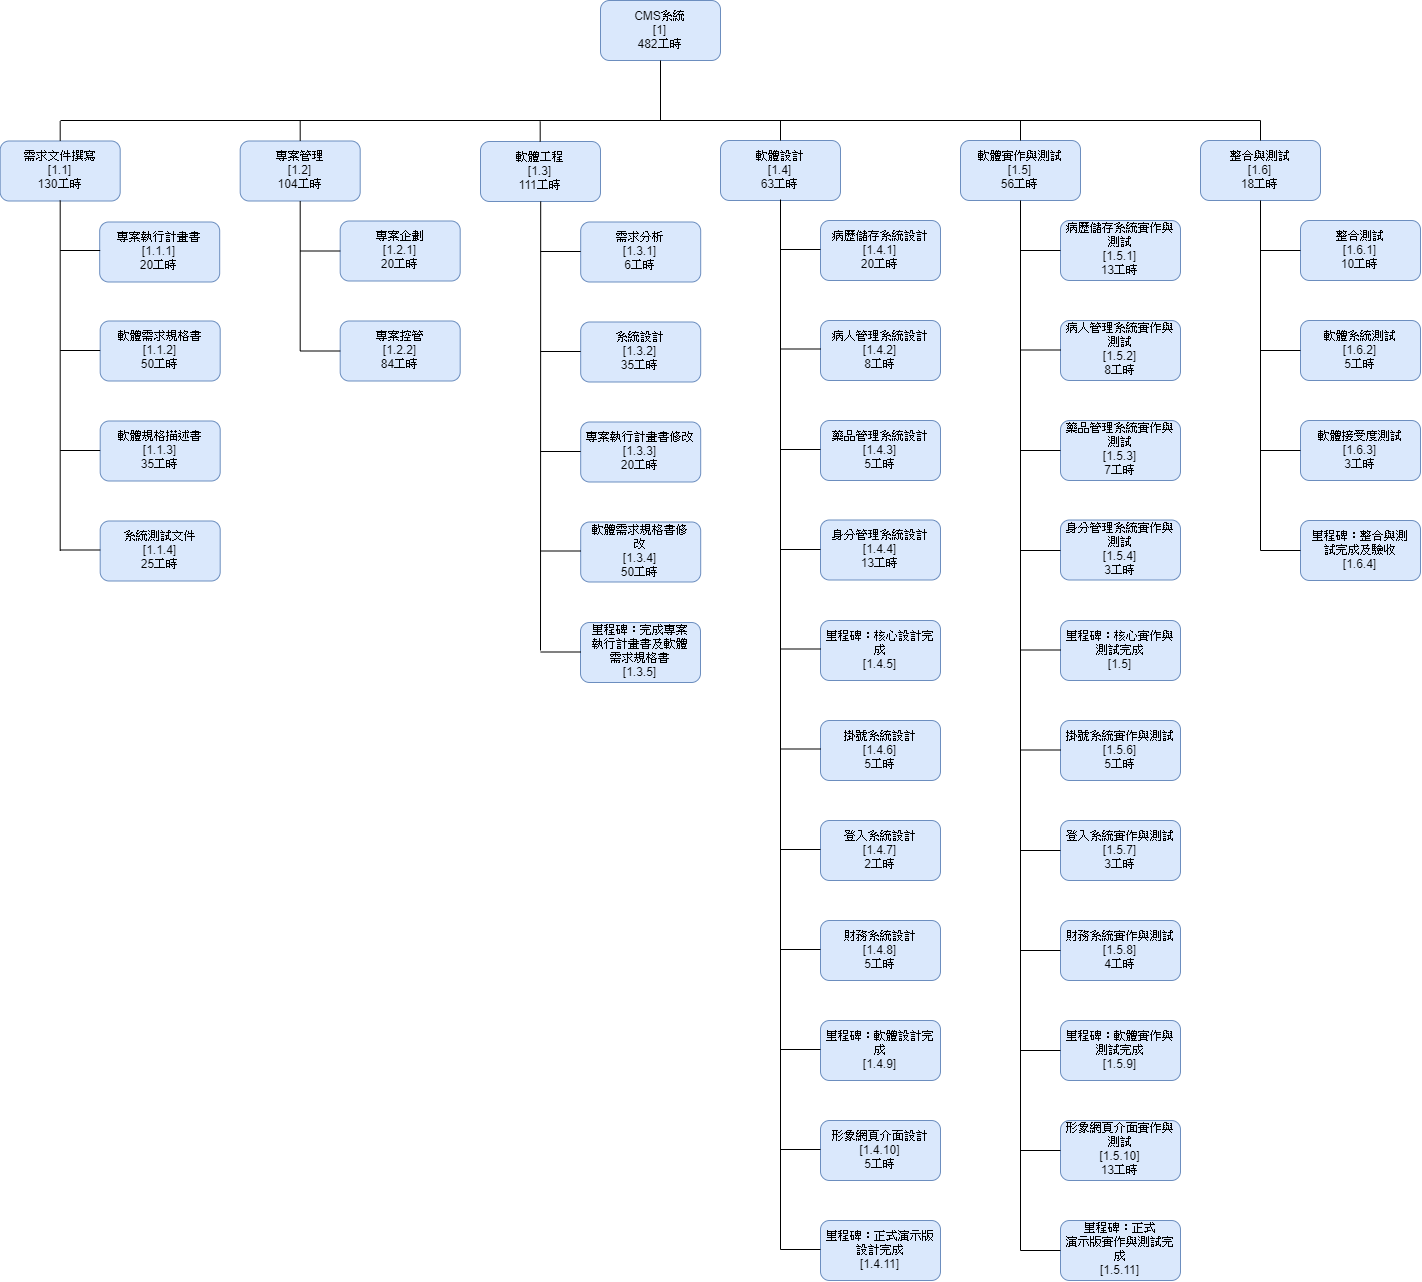 CMS系統
[1]
482工時
需求文件撰寫
[1.1]
130工時
專案管理
[1.2]
104工時
軟體工程
[1.3]
111工時
軟體設計
[1.4]
63工時
軟體實作與測試
[1.5]
56工時
整合與測試
[1.6]
18工時
專案執行計畫書
[1.1.1]
20工時
軟體需求規格書
[1.1.2]
50工時
軟體規格描述書
[1.1.3]
35工時
系統測試文件
[1.1.4]
25工時
專案企劃
[1.2.1]
20工時
專案控管
[1.2.2]
84工時
需求分析
[1.3.1]
6工時
系統設計
[1.3.2]
35工時
專案執行計畫書修改
[1.3.3]
20工時
軟體需求規格書修
改
[1.3.4]
50工時
里程碑：完成專案
執行計畫書及軟體
需求規格書
[1.3.5]
病歷儲存系統設計
[1.4.1]
20工時
病人管理系統設計
[1.4.2]
8工時
藥品管理系統設計
[1.4.3]
5工時
身分管理系統設計
[1.4.4]
13工時
里程碑：核心設計完
成
[1.4.5]
掛號系統設計
[1.4.6]
5工時
登入系統設計
[1.4.7]
2工時
財務系統設計
[1.4.8]
5工時
里程碑：軟體設計完
成
[1.4.9]
形象網頁介面設計
[1.4.10]
5工時
里程碑：正式演示版
設計完成
[1.4.11]
病歷儲存系統實作與
測試
[1.5.1]
13工時
病人管理系統實作與
測試
[1.5.2]
8工時
藥品管理系統實作與
測試
[1.5.3]
7工時
身分管理系統實作與
測試
[1.5.4]
3工時
里程碑：核心實作與
測試完成
[1.5]
掛號系統實作與測試
[1.5.6]
5工時
登入系統實作與測試
[1.5.7]
3工時
財務系統實作與測試
[1.5.8]
4工時
里程碑：軟體實作與
測試完成
[1.5.9]
形象網頁介面實作與
測試
[1.5.10]
13工時
里程碑：正式
演示版實作與測試完
成
[1.5.11]
整合測試
[1.6.1]
10工時
軟體系統測試
[1.6.2]
5工時
軟體接受度測試
[1.6.3]
3工時
里程碑：整合與測
試完成及驗收
[1.6.4]